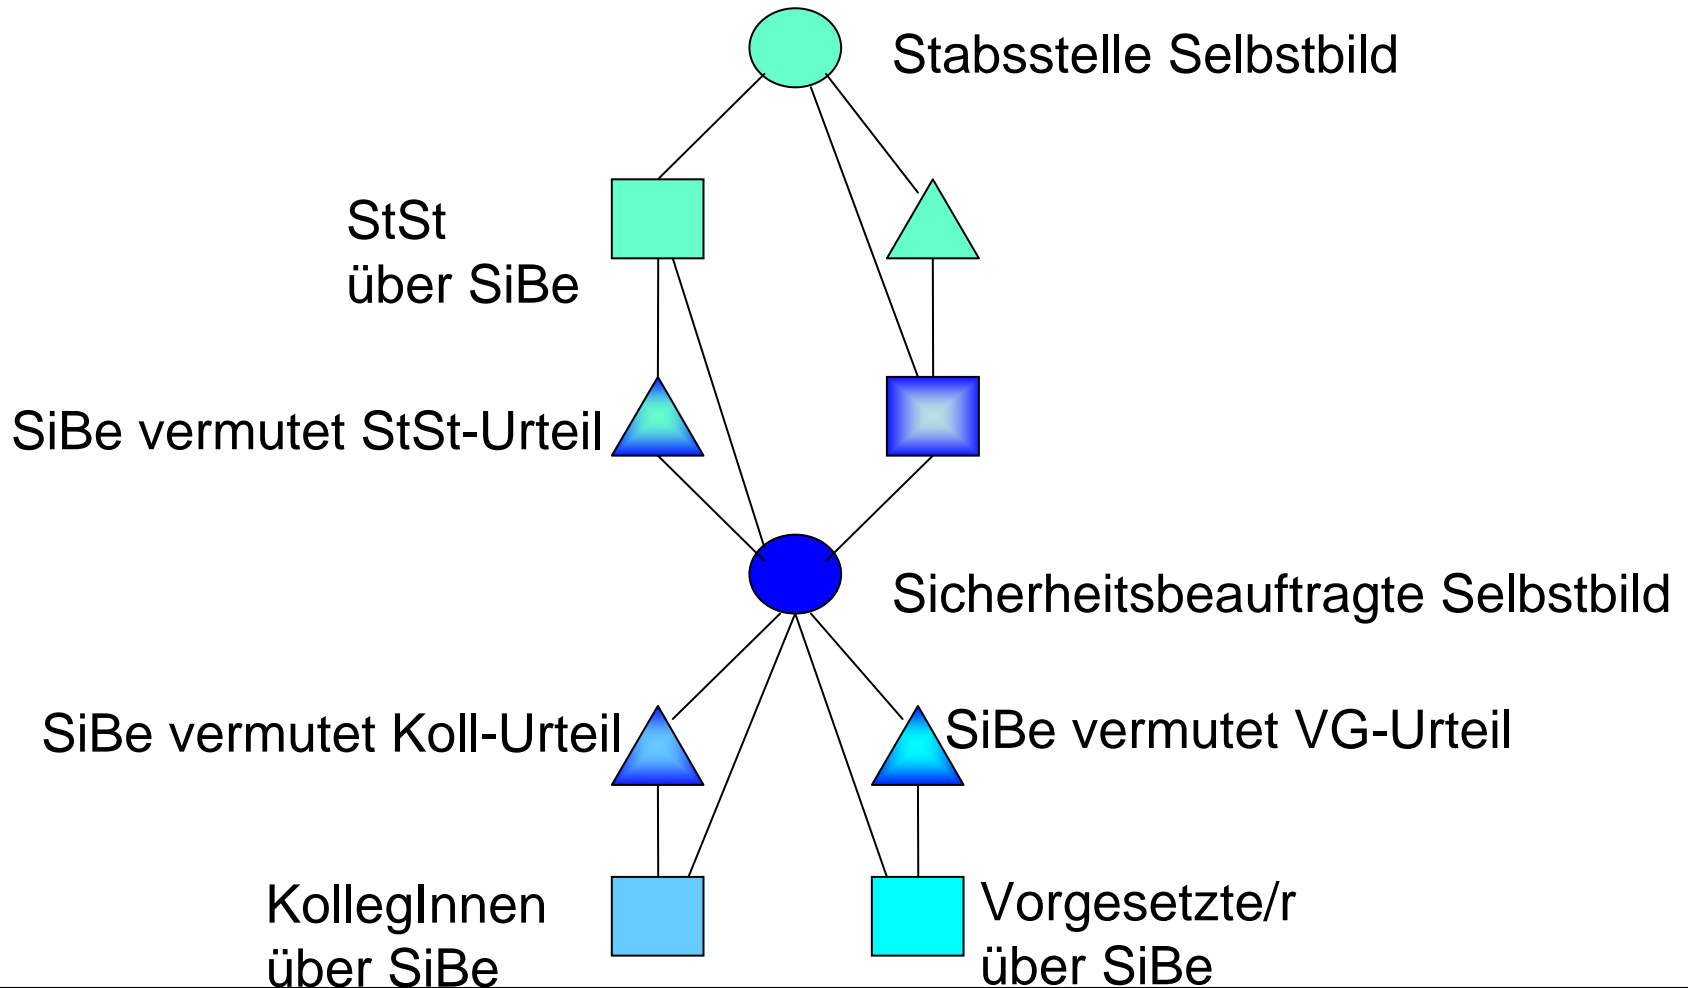 Stabsstelle Selbstbild
StSt
über SiBe
SiBe vermutet StSt-Urteil
Sicherheitsbeauftragte Selbstbild
SiBe vermutet Koll-Urteil
SiBe vermutet VG-Urteil
KollegInnen
über SiBe
Vorgesetzte/r
über SiBe